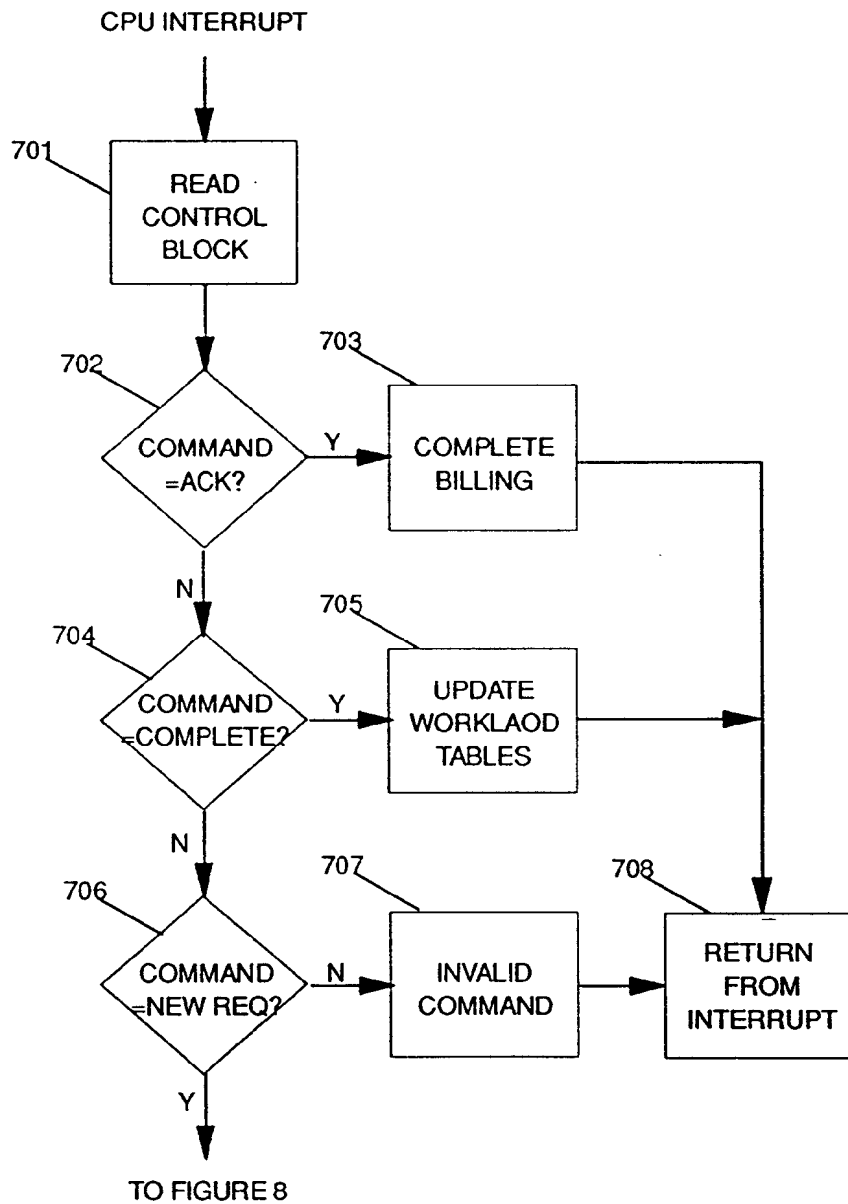 CPU INTERRUPT
701
READ
CONTROL
BLOCK
702
COMMAND
=ACK?
Y
703
COMPLETE
BILLING
N
704
COMMAND
=COMPLETE?
Y
705
UPDATE
WORKLAOD
TABLES
N
706
COMMAND
=NEW REQ?
N
707
INVALID
COMMAND
708
RETURN
FROM
INTERRUPT
Y
TO FIGURE 8